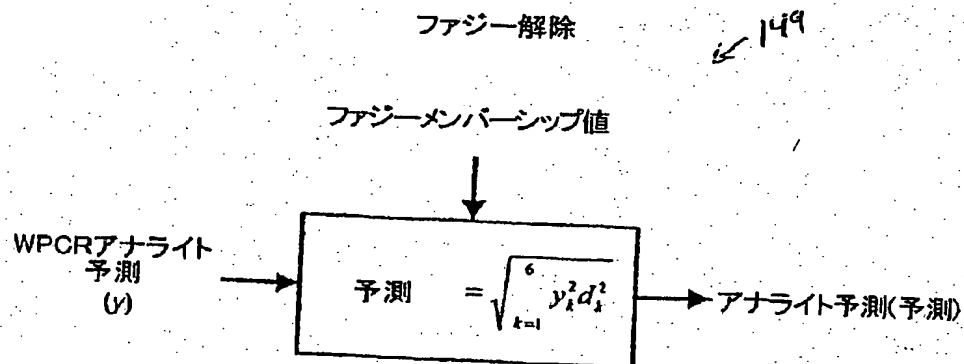 ファジー解除
149
ファジーメンバーシップ値
WPCRアナライト
予測
(y)
予測 = √ 6 k=1 y_k^2 d_k^2
アナライト予測(予測)